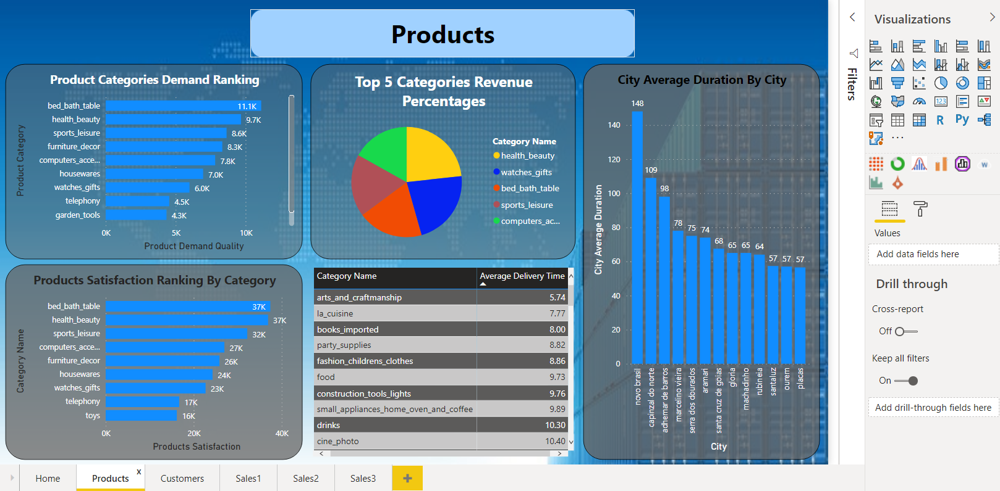 Products
Product Categories Demand Ranking
Product Category
bed_bath_table
11.1K
health_beauty
9.7K
sports_leisure
8.6K
furniture_decor
8.3K
computers_acce...
7.8K
housewares
7.0K
watches_gifts
6.0K
telephony
4.5K
garden_tools
4.3K
0K
5K
10K
Product Demand Quality
Top 5 Categories Revenue
Percentages
Category Name
health_beauty
watches_gifts
bed_bath_table
sports_leisure
computers_ac...
City Average Duration By City
City Average Duration
140
120
100
80
60
40
20
0
148
109
98
78
75
74
68
65
65
64
57
57
57
novo brasil
capinzal do norte
adhemar de barros
marcelino vieira
serra dos dourados
aramari
santa cruz de goias
gloria
machadinho
rubineia
santaluz
ourem
placas
City
Products Satisfaction Ranking By Category
Category Name
bed_bath_table
37K
health_beauty
37K
sports_leisure
32K
computers_acce...
27K
furniture_decor
26K
housewares
24K
watches_gifts
23K
telephony
17K
toys
16K
0K
20K
40K
Products Satisfaction
Category Name Average Delivery Time
arts_and_craftmanship 5.74
la_cuisine 7.77
books_imported 8.00
party_supplies 8.82
fashion_childrens_clothes 8.86
food 9.73
construction_tools_lights 9.76
small_appliances_home_oven_and_coffee 9.89
drinks 10.30
cine_photo 10.40
Filters
Visualizations
123
R
Py
...
w
Values
Add data fields here
Drill through
Cross-report
Off
Keep all filters
On
Add drill-through fields here
Home
Products
x
Customers
Sales1
Sales2
Sales3
+